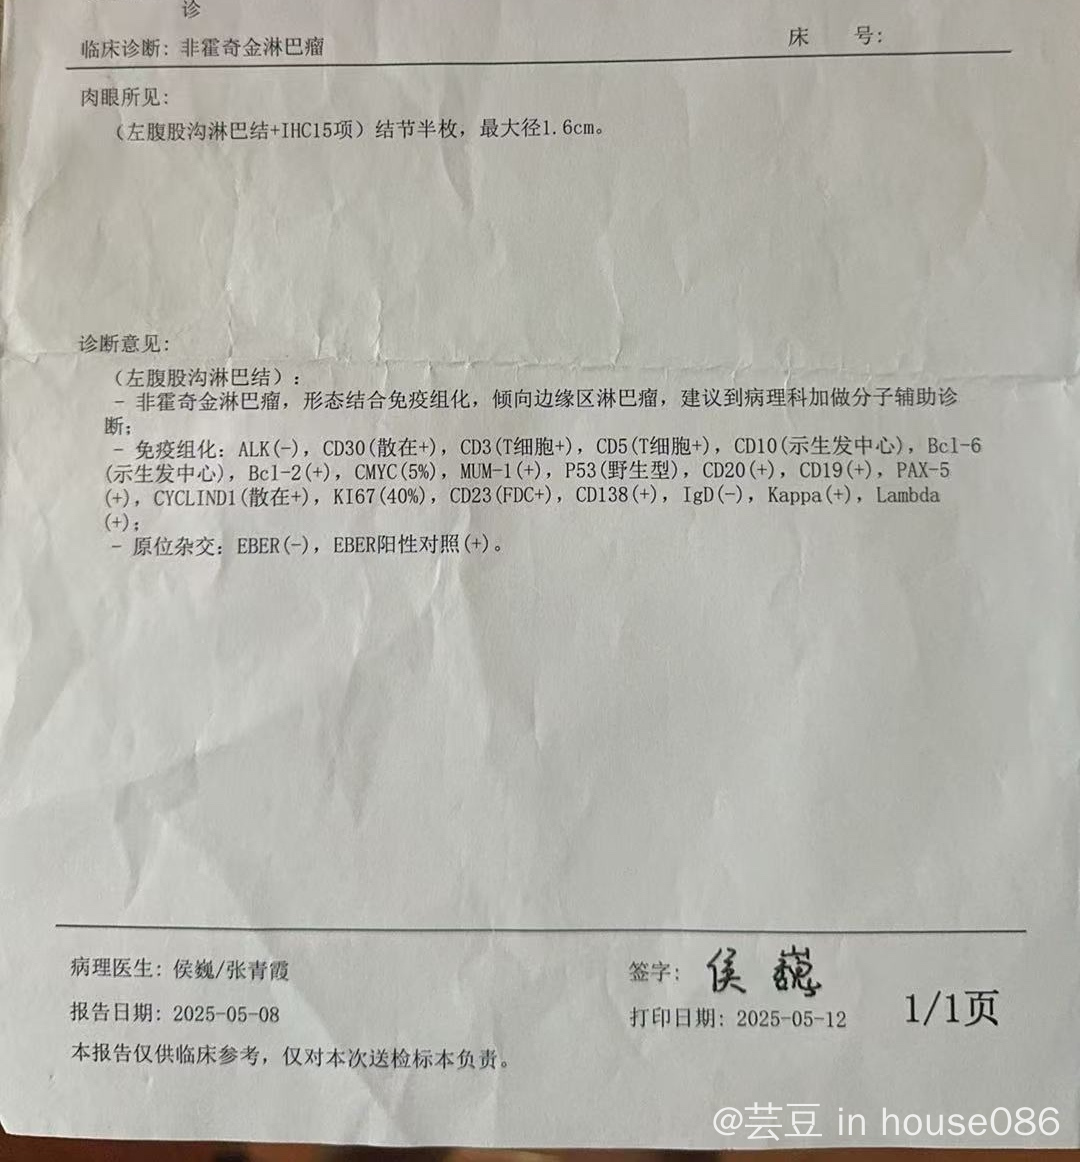 诊
临床诊断: 非霍奇金淋巴瘤
床 号:
肉眼所见:
(左腹股沟淋巴结+IHC15项) 结节半枚, 最大径1.6cm。
诊断意见:
(左腹股沟淋巴结):
- 非霍奇金淋巴瘤, 形态结合免疫组化, 倾向边缘区淋巴瘤, 建议到病理科加做分子辅助诊
断;
- 免疫组化: ALK(-), CD30(散在+), CD3(T细胞+), CD5(T细胞+), CD10(示生发中心), Bcl-6
(示生发中心), Bcl-2(+), CMYC(5%), MUM-1(+), P53(野生型), CD20(+), CD19(+), PAX-5
(+), CYCLIND1(散在+), KI67(40%), CD23(FDC+), CD138(+), IgD(-), Kappa(+), Lambda
(+);
- 原位杂交: EBER(-), EBER阳性对照(+)。
病理医生: 侯巍/张青霞
签字: 侯巍
报告日期: 2025-05-08
打印日期: 2025-05-12
1/1页
本报告仅供临床参考, 仅对本次送检标本负责。
@芸豆 in house086